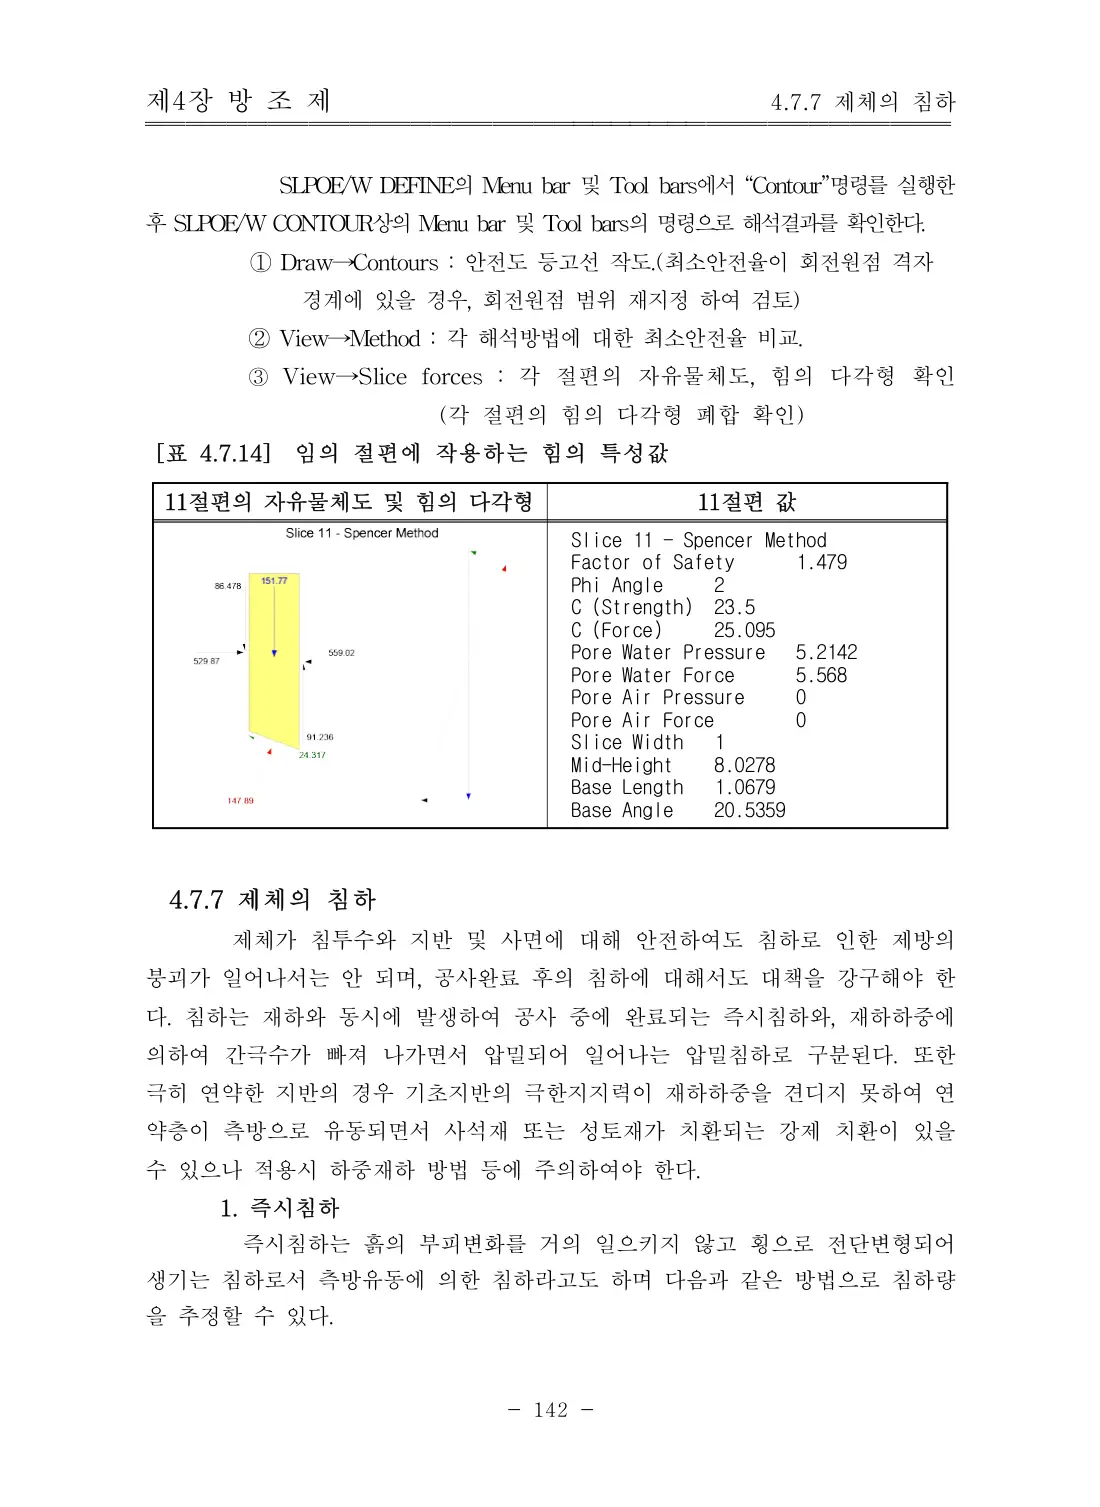 제4장 방 조 제 4.7.7 제체의 침하
SLPOE/W DEFINE의 Menu bar 및 Tool bars에서 “Contour”명령를 실행한
후 SLPOE/W CONTOUR상의 Menu bar 및 Tool bars의 명령으로 해석결과를 확인한다.
① Draw→Contours : 안전도 등고선 작도.(최소안전율이 회전원점 격자
경계에 있을 경우, 회전원점 범위 재지정 하여 검토)
② View→Method : 각 해석방법에 대한 최소안전율 비교.
③ View→Slice forces : 각 절편의 자유물체도, 힘의 다각형 확인
(각 절편의 힘의 다각형 폐합 확인)
[표 4.7.14] 임의 절편에 작용하는 힘의 특성값
11절편의 자유물체도 및 힘의 다각형 11절편 값
Slice 11 - Spencer Method
151.77
86.478
529.87
559.02
91.236
24.317
147.89
Slice 11 - Spencer Method
Factor of Safety 1.479
Phi Angle 2
C (Strength) 23.5
C (Force) 25.095
Pore Water Pressure 5.2142
Pore Water Force 5.568
Pore Air Pressure 0
Pore Air Force 0
Slice Width 1
Mid-Height 8.0278
Base Length 1.0679
Base Angle 20.5359
4.7.7 제체의 침하
제체가 침투수와 지반 및 사면에 대해 안전하여도 침하로 인한 제방의
붕괴가 일어나서는 안 되며, 공사완료 후의 침하에 대해서도 대책을 강구해야 한
다. 침하는 재하와 동시에 발생하여 공사 중에 완료되는 즉시침하와, 재하하중에
의하여 간극수가 빠져 나가면서 압밀되어 일어나는 압밀침하로 구분된다. 또한
극히 연약한 지반의 경우 기초지반의 극한지지력이 재하하중을 견디지 못하여 연
약층이 측방으로 유동되면서 사석재 또는 성토재가 치환되는 강제 치환이 있을
수 있으나 적용시 하중재하 방법 등에 주의하여야 한다.
1. 즉시침하
즉시침하는 흙의 부피변화를 거의 일으키지 않고 횡으로 전단변형되어
생기는 침하로서 측방유동에 의한 침하라고도 하며 다음과 같은 방법으로 침하량
을 추정할 수 있다.
- 142 -